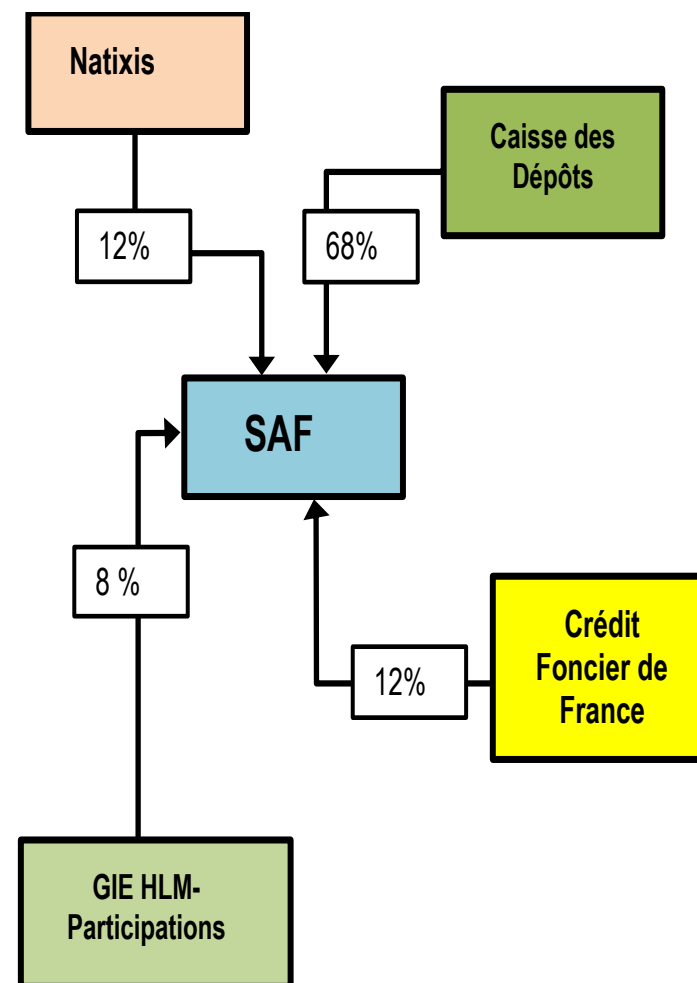 Natixis
Caisse des
Dépôts
12%
68%
SAF
8 %
Crédit
Foncier de
France
12%
GIE HLM-
Participations